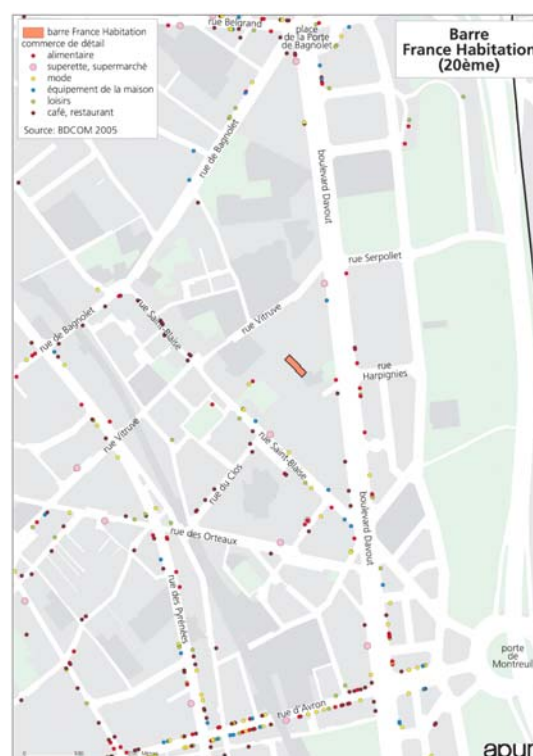 barre France Habitation
commerce de détail
alimentaire
superette, supermarché
mode
équipement de la maison
loisirs
café, restaurant
Source: BDCOM 2005
rue Belgrand
place
de la Porte
de Bagnolet
Barre
France Habitation
(20ème)
rue de Bagnolet
boulevard Davout
rue Serpollet
rue Saint-Blaise
rue Vitruve
rue de Bagnolet
rue
Harpignies
rue Vitruve
rue Saint-Blaise
rue du Clos
boulevard Davout
rue des Orteaux
rue des Pyrénées
porte
de
Montreuil
rue d'Avron
apur